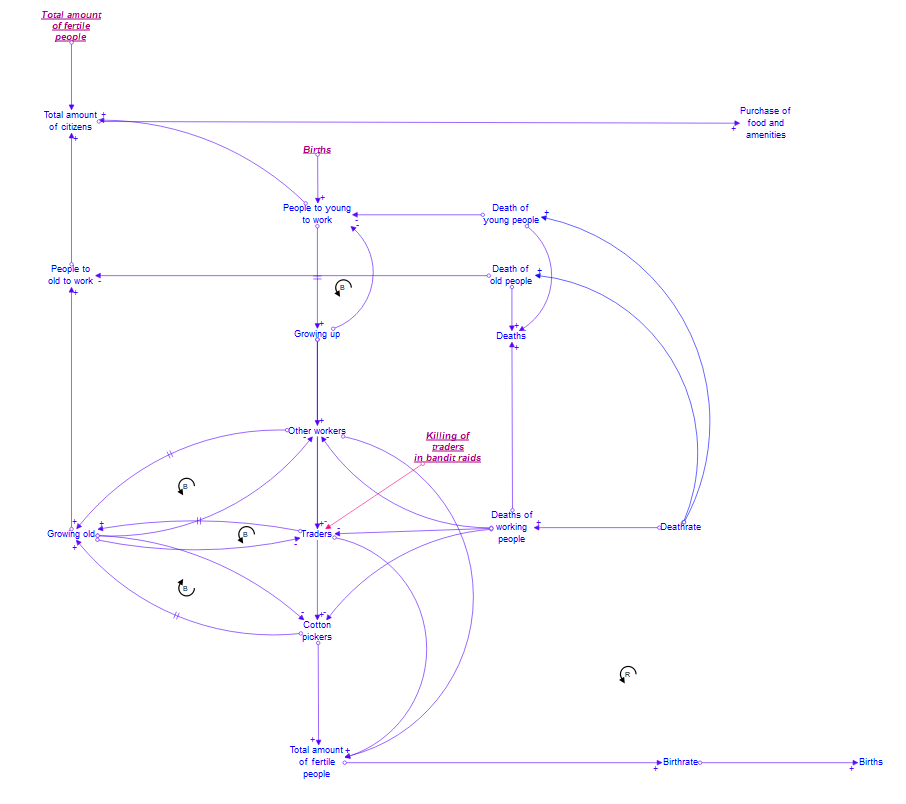 Total amount
of fertile
people
Total amount
of citizens
+
+
+
Purchase of
food and
amenities
Births
+
People to young
to work
-
-
Death of
young people
+
People to
old to work
-
+
Death of
old people
+
B
+
Growing up
+
+
Deaths
+
Other workers
-
-
Killing of
traders
in bandit raids
B
+
+
Growing old
+
B
+
-
-
Traders
-
Deaths of
working
people
+
Deathrate
B
-
+
-
Cotton
pickers
R
+
Total amount
of fertile
people
+
+
Birthrate
+
Births